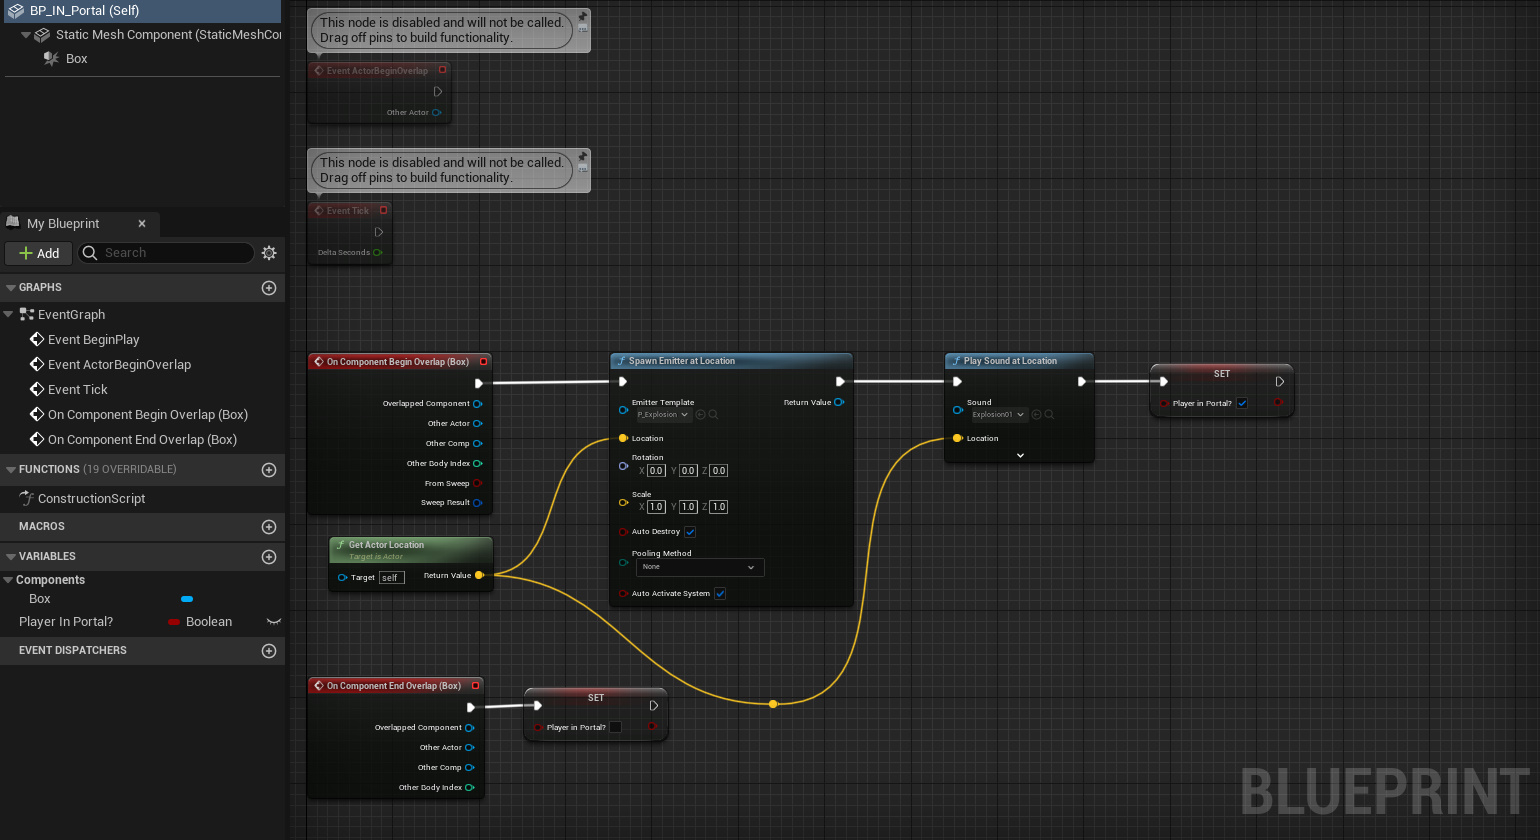 BP_IN_Portal (Self)
Static Mesh Component (StaticMeshCo
Box
My Blueprint
Add
Search
GRAPHS
EventGraph
Event BeginPlay
Event ActorBeginOverlap
Event Tick
On Component Begin Overlap (Box)
On Component End Overlap (Box)
FUNCTIONS (19 OVERRIDABLE)
ConstructionScript
MACROS
VARIABLES
Components
Box
Player In Portal? Boolean
EVENT DISPATCHERS
This node is disabled and will not be called.
Drag off pins to build functionality.
Event ActorBeginOverlap
Other Actor
This node is disabled and will not be called.
Drag off pins to build functionality.
Event Tick
Delta Seconds
On Component Begin Overlap (Box)
Overlapped Component
Other Actor
Other Comp
Other Body Index
From Sweep
Sweep Result
Get Actor Location
Target is Actor
Target self Return Value
Spawn Emitter at Location
Emitter Template Return Value
P_Explosion
Location
Rotation
X 0.0 Y 0.0 Z 0.0
Scale
X 1.0 Y 1.0 Z 1.0
Auto Destroy
Pooling Method
None
Auto Activate System
Play Sound at Location
Sound
Explosion01
Location
SET
Player in Portal?
On Component End Overlap (Box)
Overlapped Component
Other Actor
Other Comp
Other Body Index
SET
Player in Portal?
BLUEPRINT